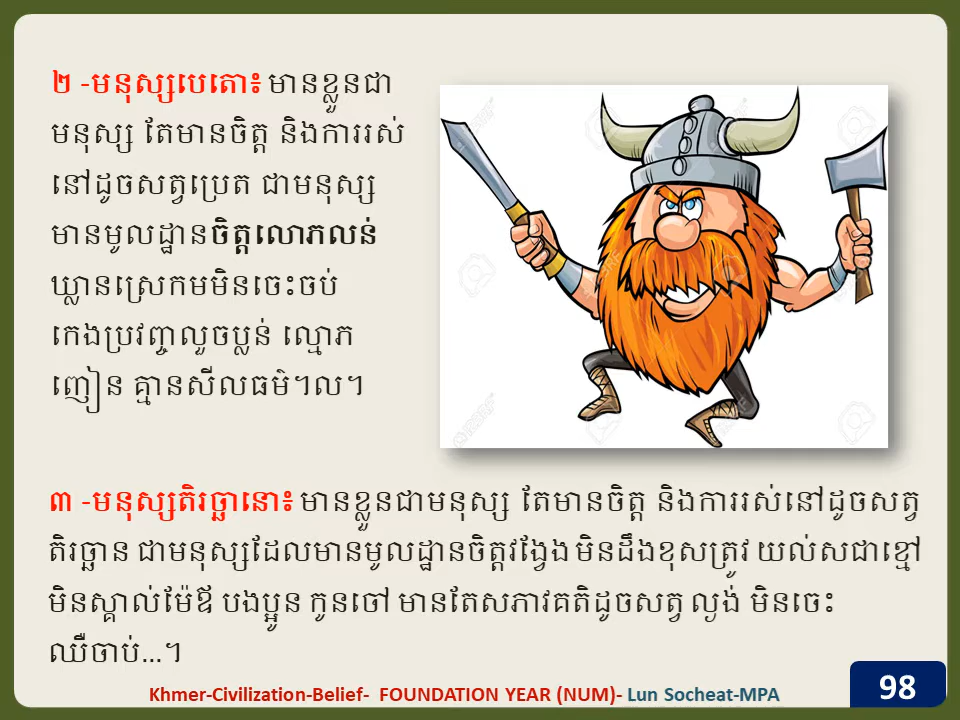 ២ -មនុស្សបេតោ៖ មានខ្លួនជា
មនុស្ស តែមានចិត្ត និងការរស់
នៅដូចសត្វប្រេត ជាមនុស្ស
មានមូលដ្ឋានចិត្តលោភលន់
ឃ្លានស្រេកមមិនចេះចប់
កេងប្រវញ្ចលួចប្លន់ ល្មោភ
ញៀន គ្មានសីលធម៌។ល។
៣ -មនុស្សតិរច្ឆានោ៖ មានខ្លួនជាមនុស្ស តែមានចិត្ត និងការរស់នៅដូចសត្វ
តិរច្ឆាន ជាមនុស្សដែលមានមូលដ្ឋានចិត្តវង្វែង មិនដឹងខុសត្រូវ យល់សជាខ្មៅ
មិនស្គាល់ម៉ែឪ បងប្អូន កូនចៅ មានតែសភាវគតិដូចសត្វ ល្ងង់ មិនចេះ
ឈឺចាប់...។
Khmer-Civilization-Belief- FOUNDATION YEAR (NUM)- Lun Socheat-MPA
98